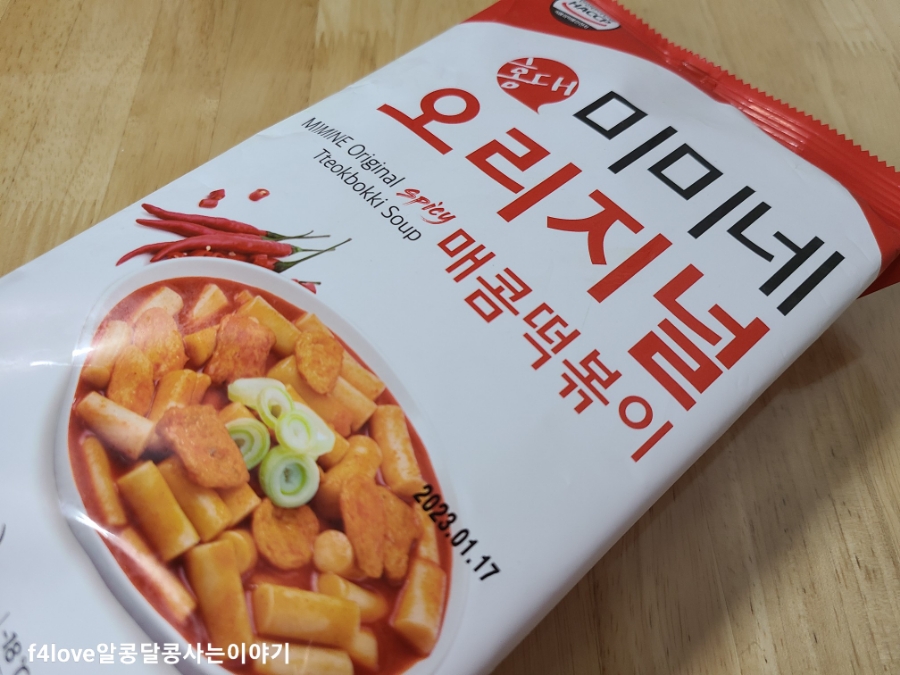 HACCP
홍대
미미네
오리지널
매콤떡볶이
MIMINE Original Spicy
Tteokbokki Soup
2023.01.17
-18℃
f4love알콩달콩사는이야기